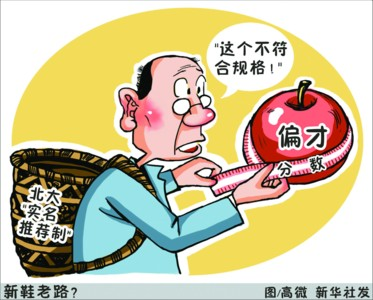 "这个不符
合规格！"
偏才
分数
北大
"实名
推荐制"
新鞋老路？ 图/高微 新华社发